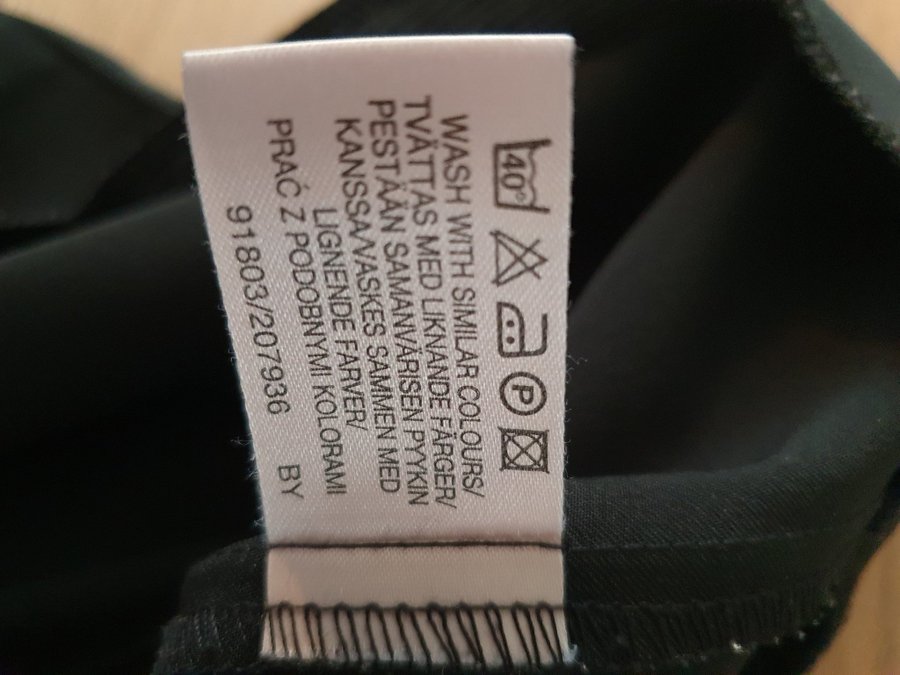 40°
P
WASH WITH SIMILAR COLOURS/
TVÄTTAS MED LIKNANDE FÄRGER/
PESTÄÄN SAMANVÄRISEN PYYKIN
KANSSA/VASKES SAMMEN MED
LIGNENDE FARVER/
PRAĆ Z PODOBNYMI KOLORAMI
91803/207936 BY